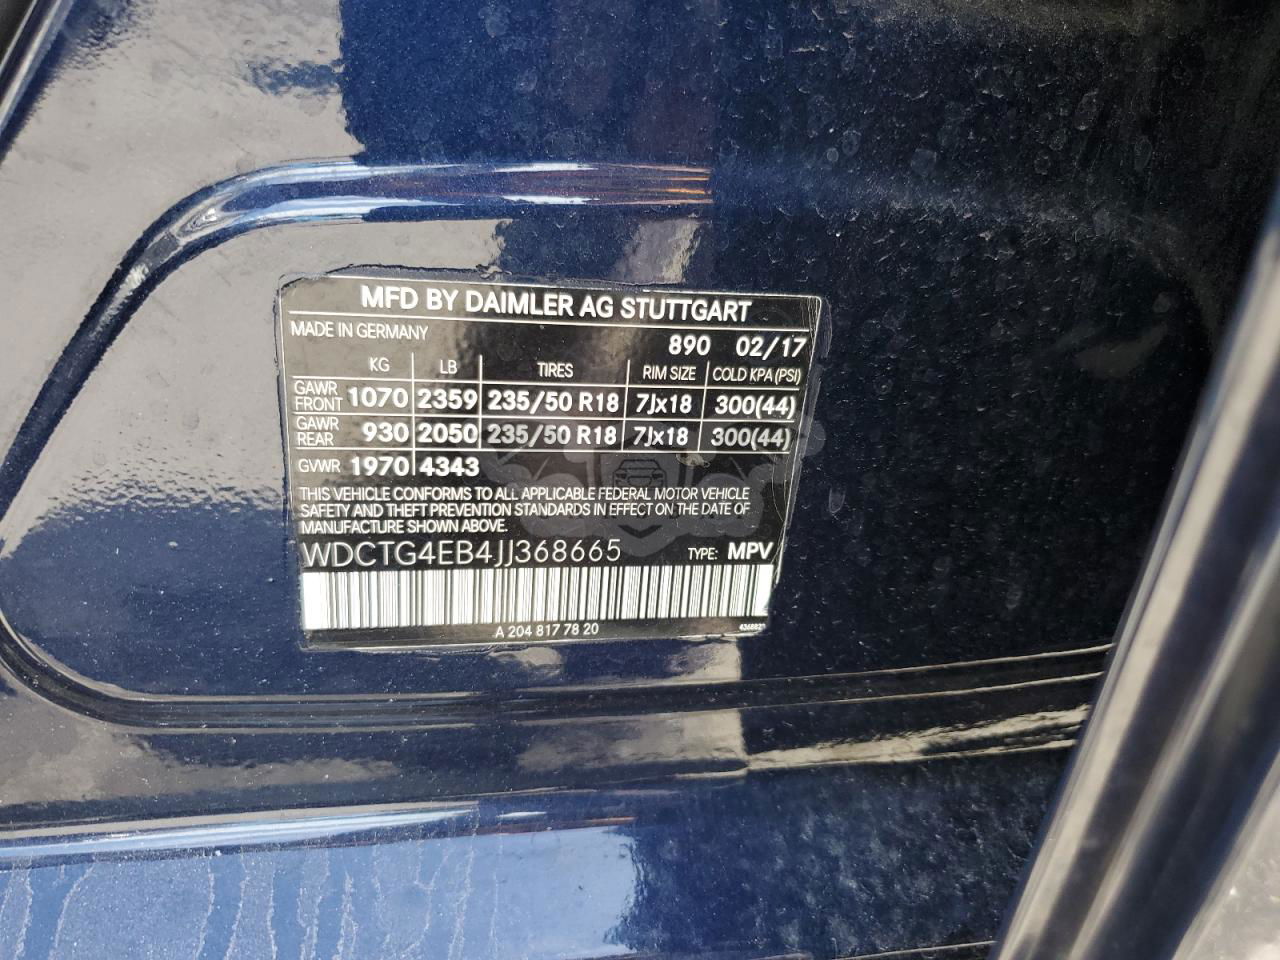 MFD BY DAIMLER AG STUTTGART
MADE IN GERMANY 890 02/17
KG LB TIRES RIM SIZE COLD KPA (PSI)
GAWR FRONT 1070 2359 235/50 R18 7Jx18 300(44)
GAWR REAR 930 2050 235/50 R18 7Jx18 300(44)
GVWR 1970 4343
THIS VEHICLE CONFORMS TO ALL APPLICABLE FEDERAL MOTOR VEHICLE
SAFETY AND THEFT PREVENTION STANDARDS IN EFFECT ON THE DATE OF
MANUFACTURE SHOWN ABOVE.
WDCTG4EB4JJ368665 TYPE: MPV
A 204 817 78 20